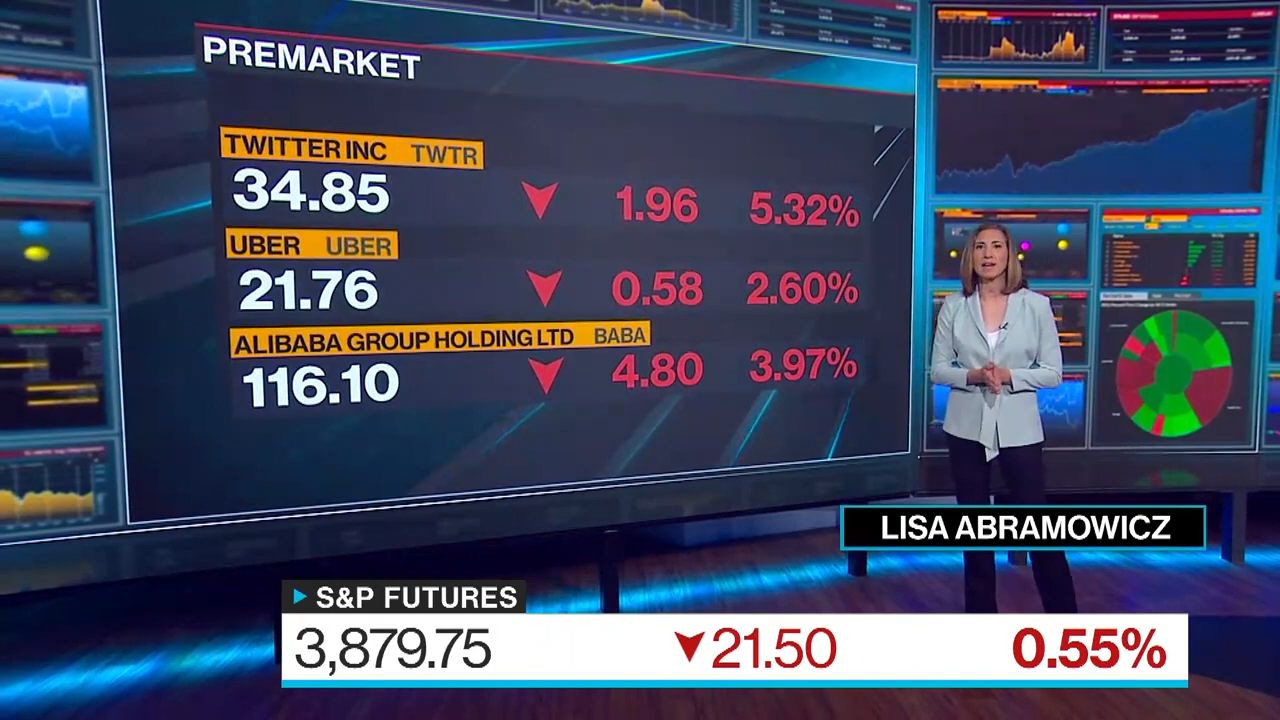 PREMARKET
TWITTER INC TWTR
34.85 1.96 5.32%
UBER UBER
21.76 0.58 2.60%
ALIBABA GROUP HOLDING LTD BABA
116.10 4.80 3.97%
LISA ABRAMOWICZ
S&P FUTURES
3,879.75 21.50 0.55%